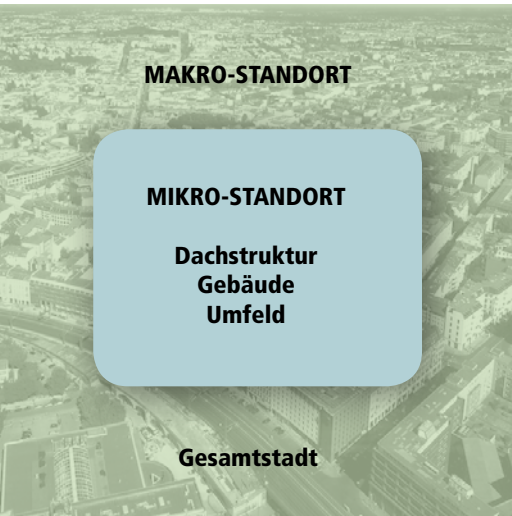 MAKRO-STANDORT
MIKRO-STANDORT
Dachstruktur
Gebäude
Umfeld
Gesamtstadt